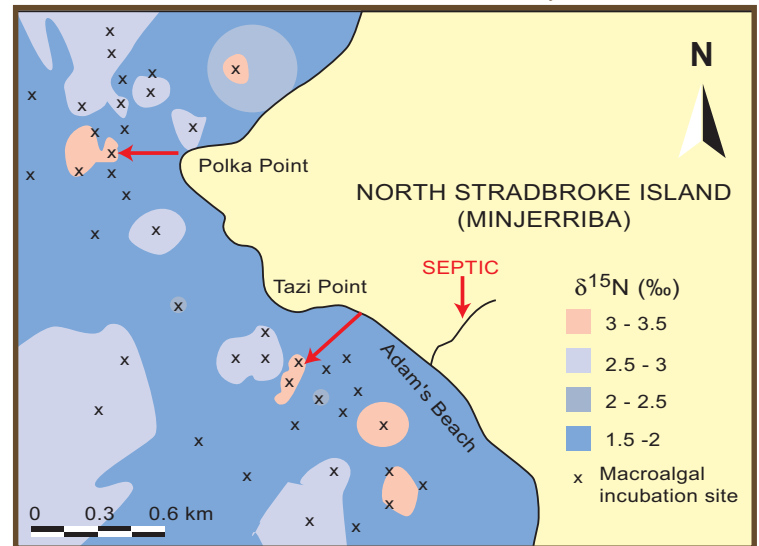 N
Polka Point
NORTH STRADBROKE ISLAND
(MINJERRIBA)
SEPTIC
Tazi Point
Adam's Beach
δ¹⁵N (‰)
3 - 3.5
2.5 - 3
2 - 2.5
1.5 -2
x Macroalgal
incubation site
0 0.3 0.6 km